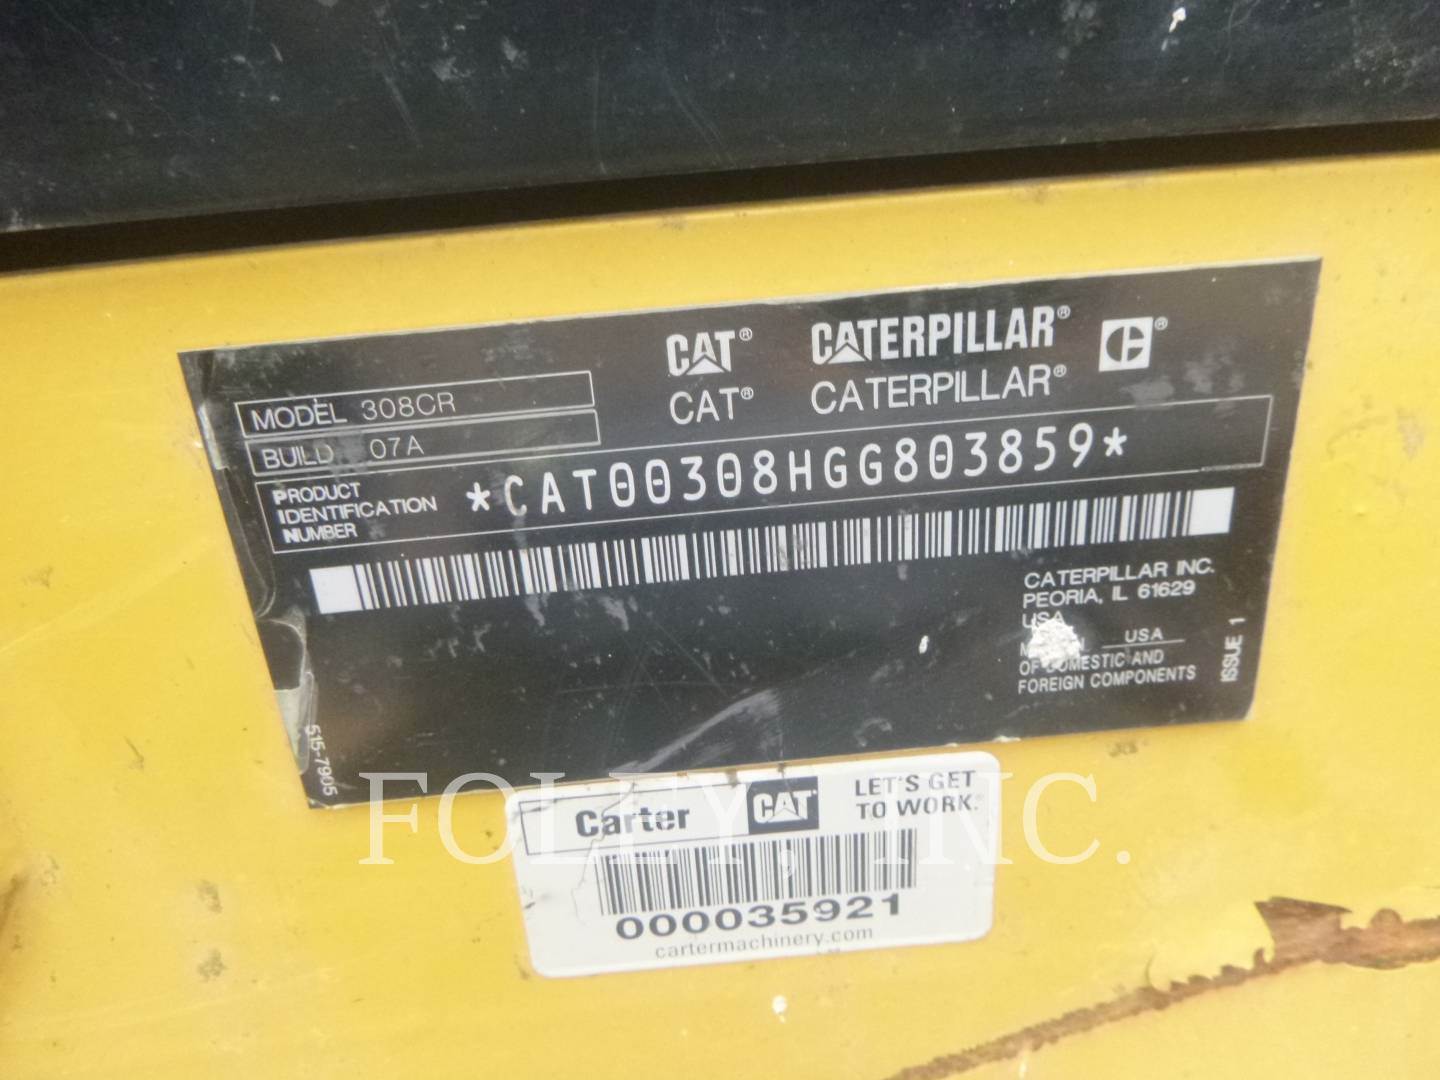 CAT® CATERPILLAR®
CAT® CATERPILLAR®
MODEL 308CR
BUILD 07A
PRODUCT
IDENTIFICATION
NUMBER
*CAT00308HGG803859*
CATERPILLAR INC.
PEORIA, IL 61629
USA
USA
OF DOMESTIC AND
FOREIGN COMPONENTS
ISSUE 1
515-7905
FOLEY, INC.
Carter CAT LET'S GET
TO WORK.
000035921
cartermachinery.com